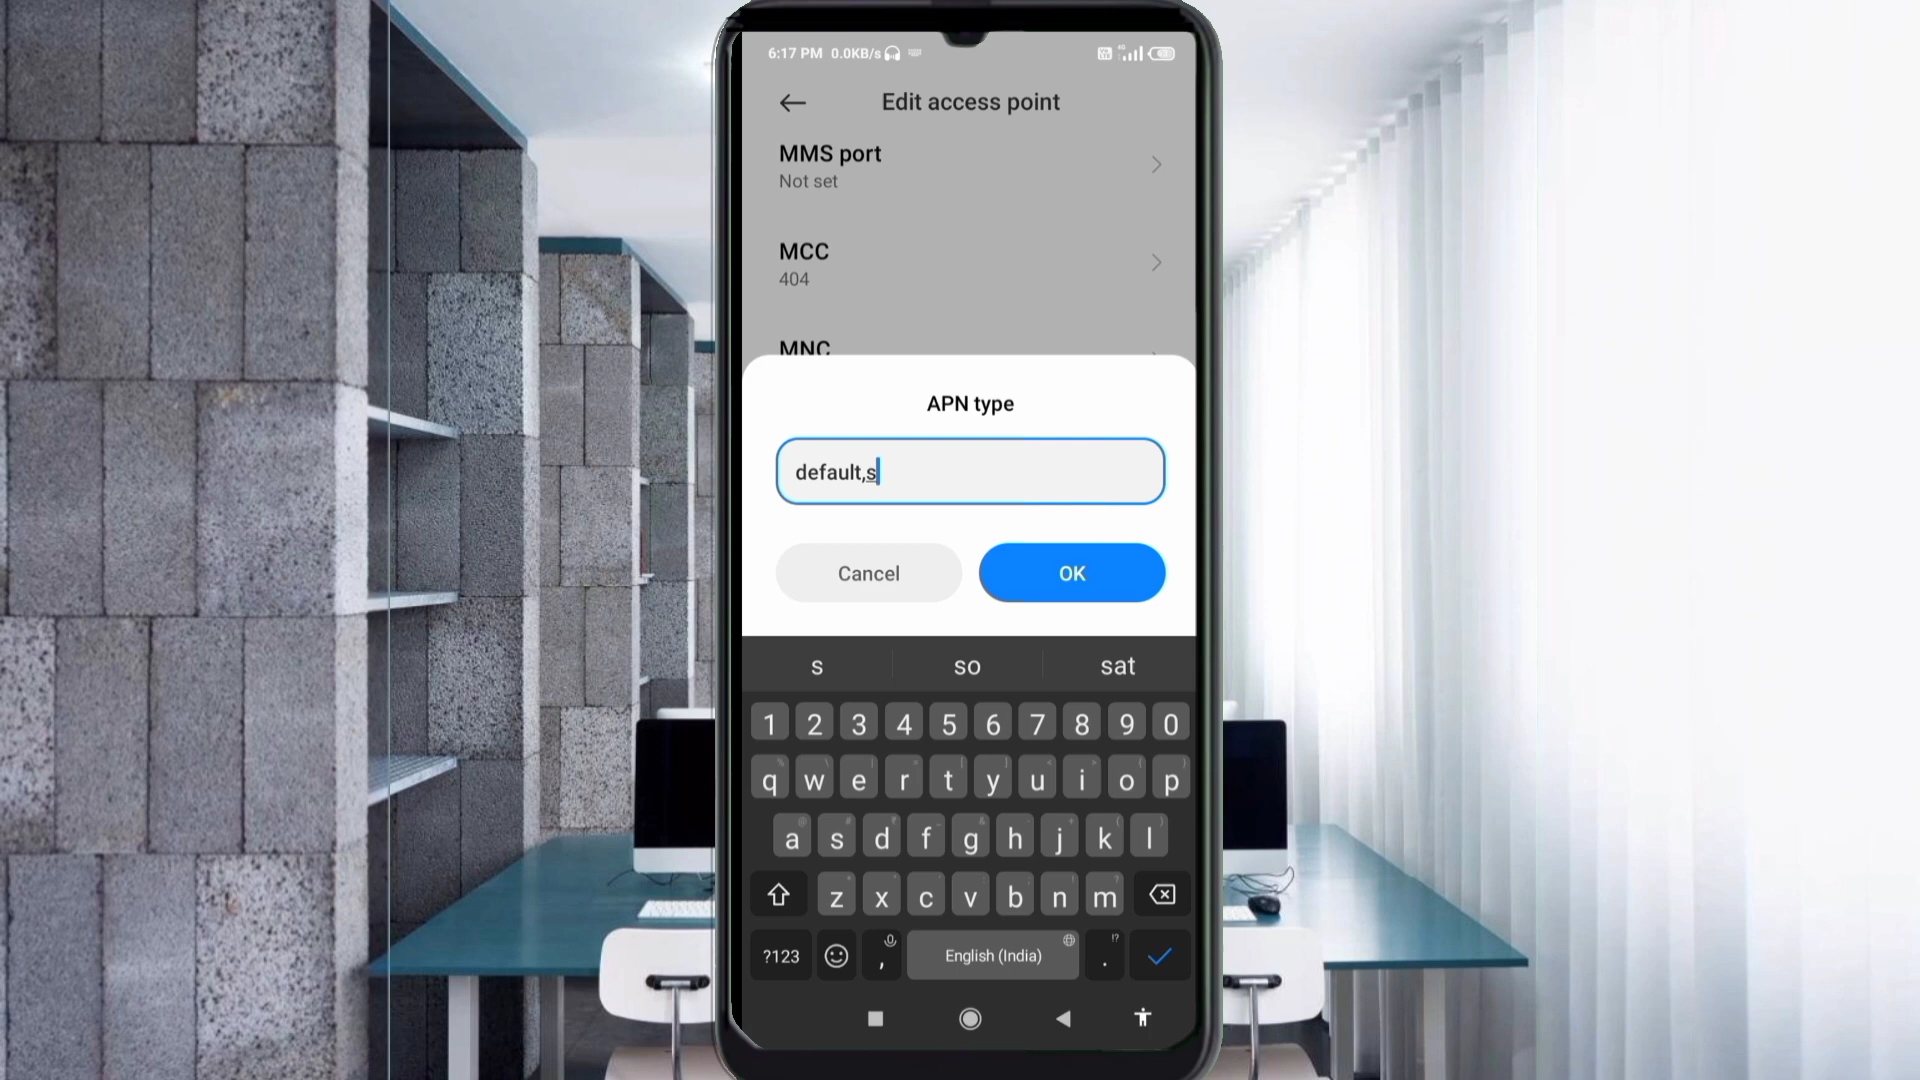 6:17 PM 0.0KB/s
Edit access point
MMS port
Not set
MCC
404
MNC
APN type
default,s
Cancel OK
s so sat
1 2 3 4 5 6 7 8 9 0
q w e r t y u i o p
a s d f g h j k l
z x c v b n m
?123 , English (India) . !?